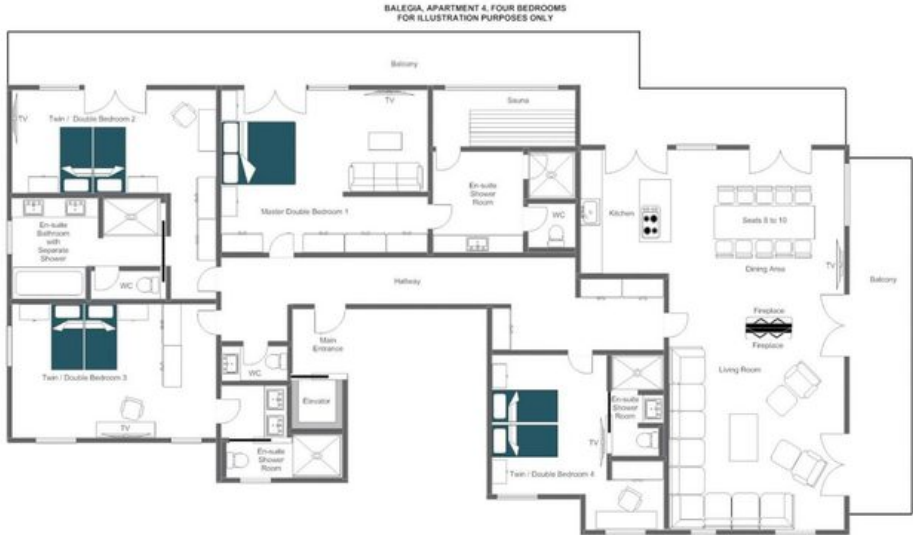 BALEGIA, APARTMENT 4, FOUR BEDROOMS
FOR ILLUSTRATION PURPOSES ONLY
Balcony
TV
Twin / Double Bedroom 2
TV
Sauna
Master Double Bedroom 1
En-suite
Shower
Room
WC
Kitchen
Seats 8 to 10
Dining Area
TV
Balcony
En-suite
Bathroom
with
Separate
Shower
WC
Hallway
Fireplace
Fireplace
Living Room
Main
Entrance
WC
Elevator
Twin / Double Bedroom 3
TV
En-suite
Shower
Room
En-suite
Shower
Room
TV
Twin / Double Bedroom 4